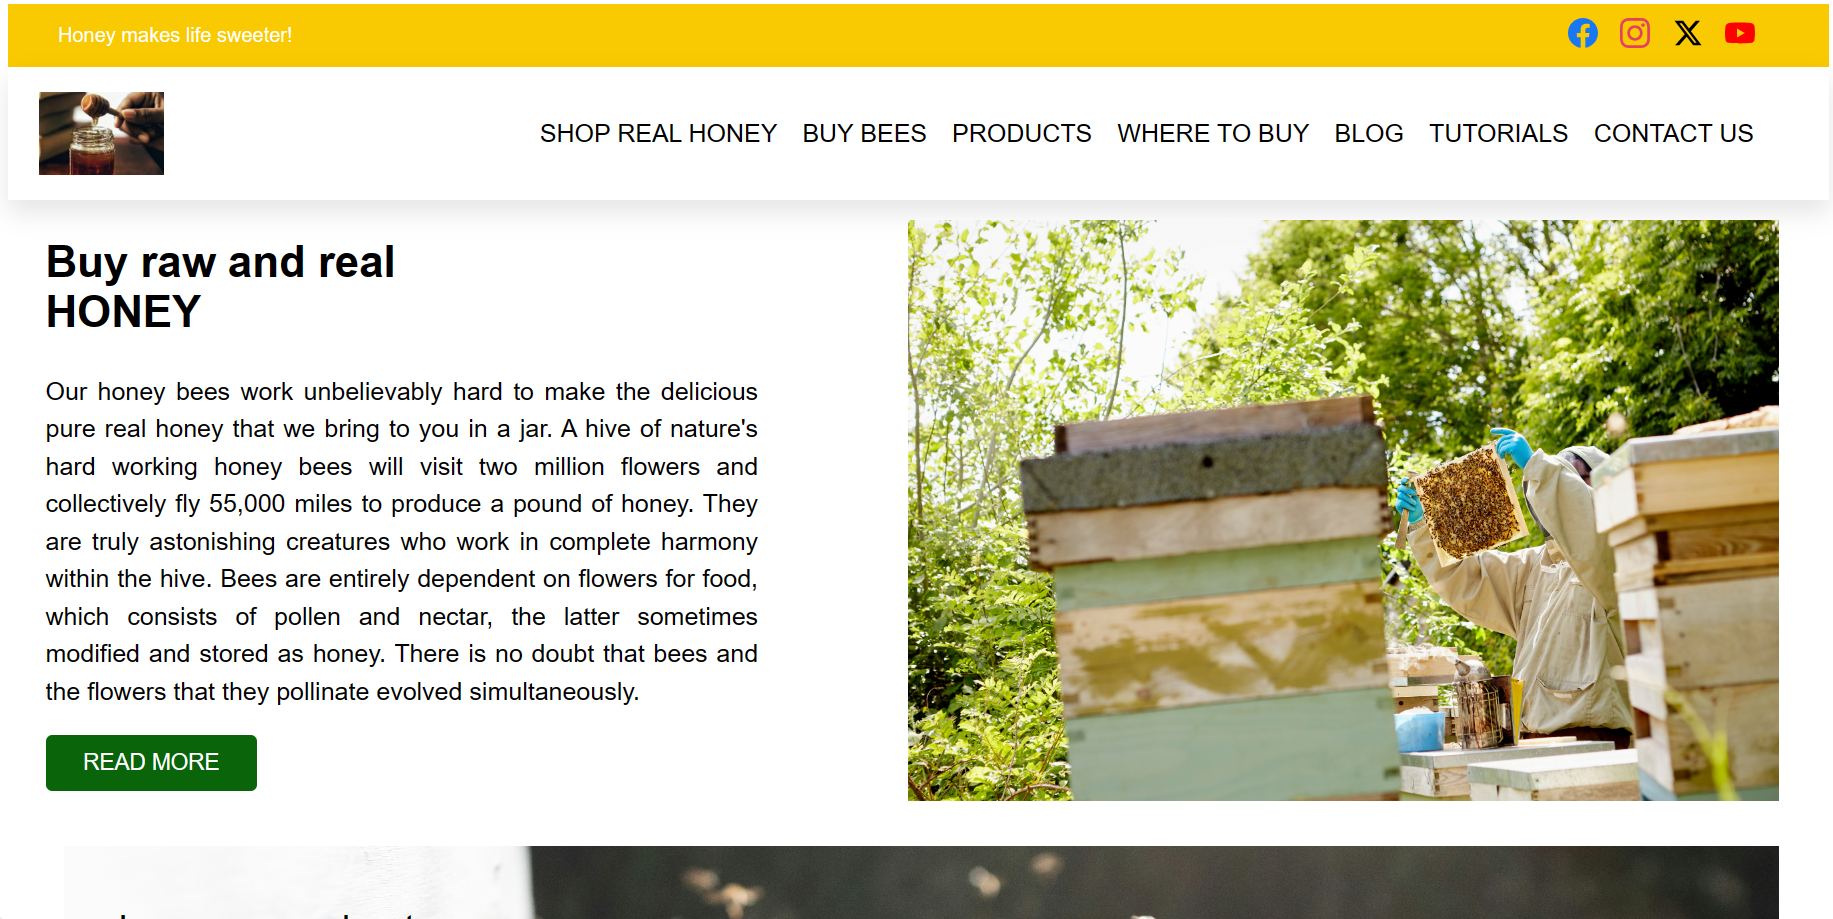 Honey makes life sweeter!
SHOP REAL HONEY BUY BEES PRODUCTS WHERE TO BUY BLOG TUTORIALS CONTACT US
Buy raw and real
HONEY
Our honey bees work unbelievably hard to make the delicious
pure real honey that we bring to you in a jar. A hive of nature's
hard working honey bees will visit two million flowers and
collectively fly 55,000 miles to produce a pound of honey. They
are truly astonishing creatures who work in complete harmony
within the hive. Bees are entirely dependent on flowers for food,
which consists of pollen and nectar, the latter sometimes
modified and stored as honey. There is no doubt that bees and
the flowers that they pollinate evolved simultaneously.
READ MORE